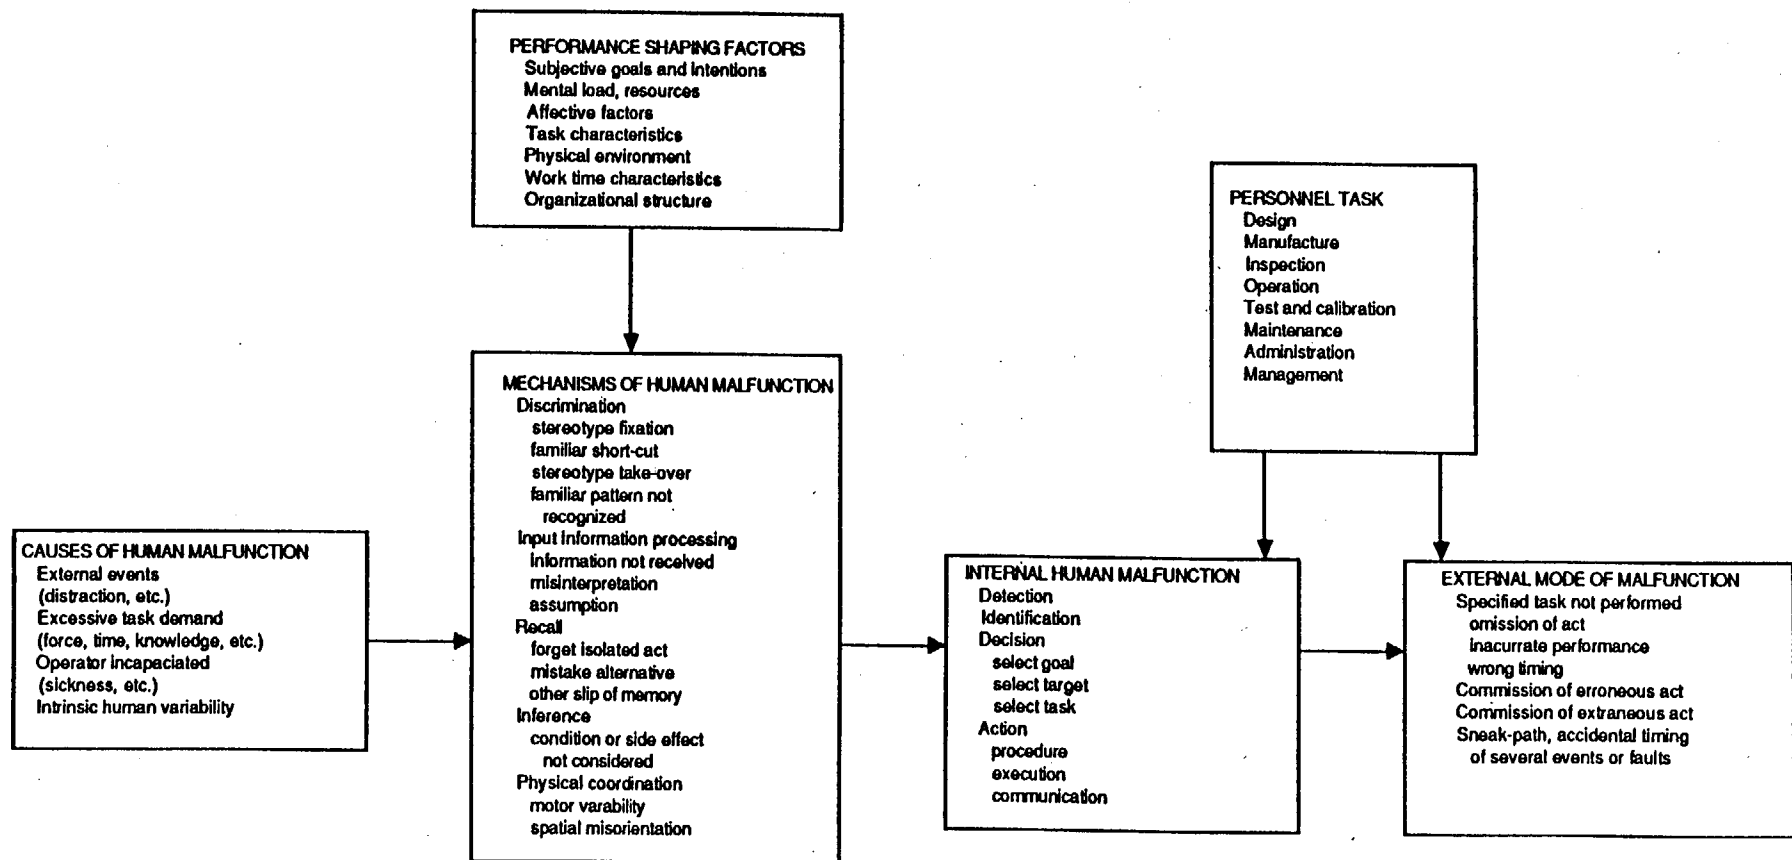 PERFORMANCE SHAPING FACTORS
Subjective goals and intentions
Mental load, resources
Affective factors
Task characteristics
Physical environment
Work time characteristics
Organizational structure
PERSONNEL TASK
Design
Manufacture
Inspection
Operation
Test and calibration
Maintenance
Administration
Management
CAUSES OF HUMAN MALFUNCTION
External events
(distraction, etc.)
Excessive task demand
(force, time, knowledge, etc.)
Operator incapaciated
(sickness, etc.)
Intrinsic human variability
MECHANISMS OF HUMAN MALFUNCTION
Discrimination
stereotype fixation
familiar short-cut
stereotype take-over
familiar pattern not
recognized
Input information processing
information not received
misinterpretation
assumption
Recall
forget isolated act
mistake alternative
other slip of memory
Inference
condition or side effect
not considered
Physical coordination
motor varability
spatial misorientation
INTERNAL HUMAN MALFUNCTION
Detection
Identification
Decision
select goal
select target
select task
Action
procedure
execution
communication
EXTERNAL MODE OF MALFUNCTION
Specified task not performed
omission of act
inacurrate performance
wrong timing
Commission of erroneous act
Commission of extraneous act
Sneak-path, accidental timing
of several events or faults